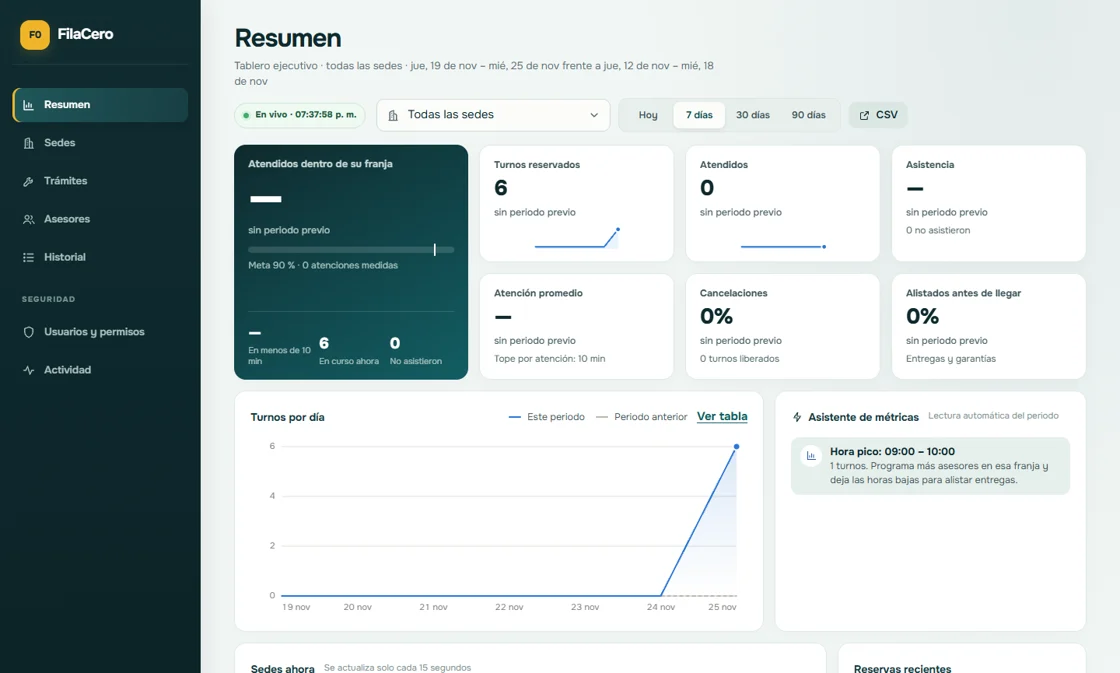 F0
FilaCero
Resumen
Sedes
Trámites
Asesores
Historial
SEGURIDAD
Usuarios y permisos
Actividad
Resumen
Tablero ejecutivo · todas las sedes · jue, 19 de nov – mié, 25 de nov frente a jue, 12 de nov – mié, 18
de nov
En vivo · 07:37:58 p. m.
Todas las sedes
Hoy
7 días
30 días
90 días
CSV
Atendidos dentro de su franja
—
sin periodo previo
Meta 90 % · 0 atenciones medidas
—
En menos de 10
min
6
En curso ahora
0
No asistieron
Turnos reservados
6
sin periodo previo
Atendidos
0
sin periodo previo
Asistencia
—
sin periodo previo
0 no asistieron
Atención promedio
—
sin periodo previo
Tope por atención: 10 min
Cancelaciones
0%
sin periodo previo
0 turnos liberados
Alistados antes de llegar
0%
sin periodo previo
Entregas y garantías
Turnos por día
Este periodo
Periodo anterior
Ver tabla
6
4
2
0
19 nov
20 nov
21 nov
22 nov
23 nov
24 nov
25 nov
Asistente de métricas
Lectura automática del periodo
Hora pico: 09:00 – 10:00
1 turnos. Programa más asesores en esa franja y
deja las horas bajas para alistar entregas.
Sedes ahora
Se actualiza solo cada 15 segundos
Reservas recientes